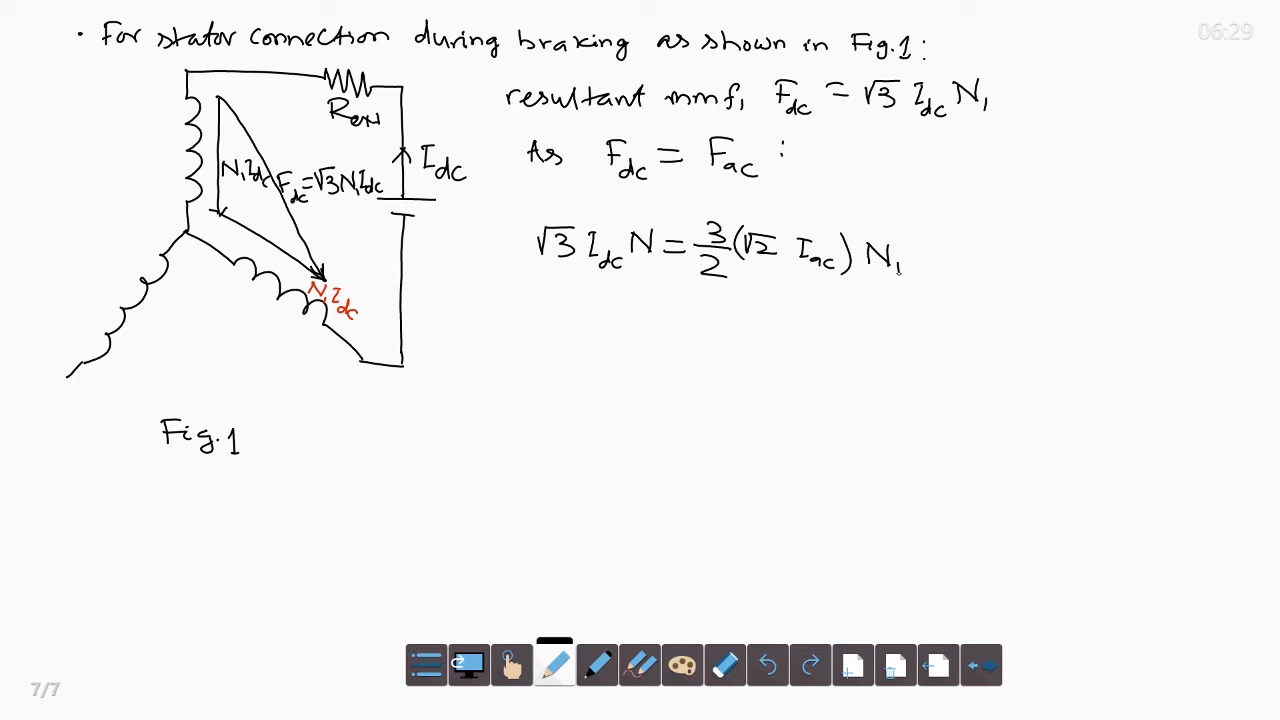 • For stator connection during braking as shown in Fig.1:
resultant mmf, F_dc = √3 I_dc N_1
As F_dc = F_ac :
√3 I_dc N = 3/2 (√2 I_ac) N_1
R_ext
I_dc
N_1 I_dc
F_dc = √3 N_1 I_dc
N_1 I_dc
Fig.1
06:29
7/7